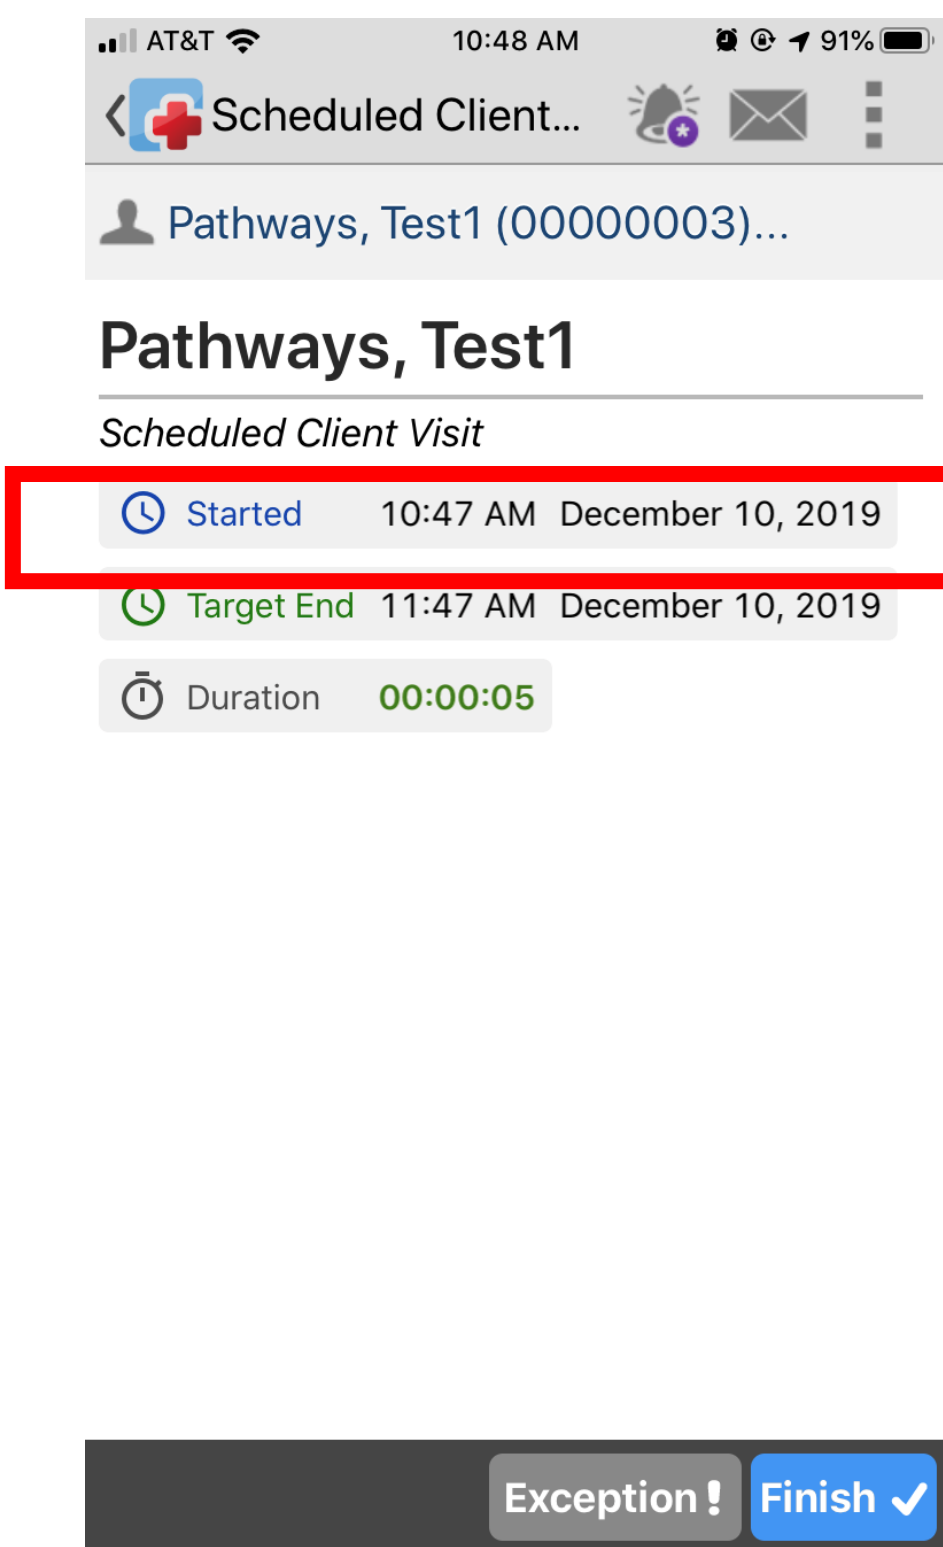 AT&T 10:48 AM 91%
Scheduled Client...
Pathways, Test1 (00000003)...
Pathways, Test1
Scheduled Client Visit
Started 10:47 AM December 10, 2019
Target End 11:47 AM December 10, 2019
Duration 00:00:05
Exception! Finish